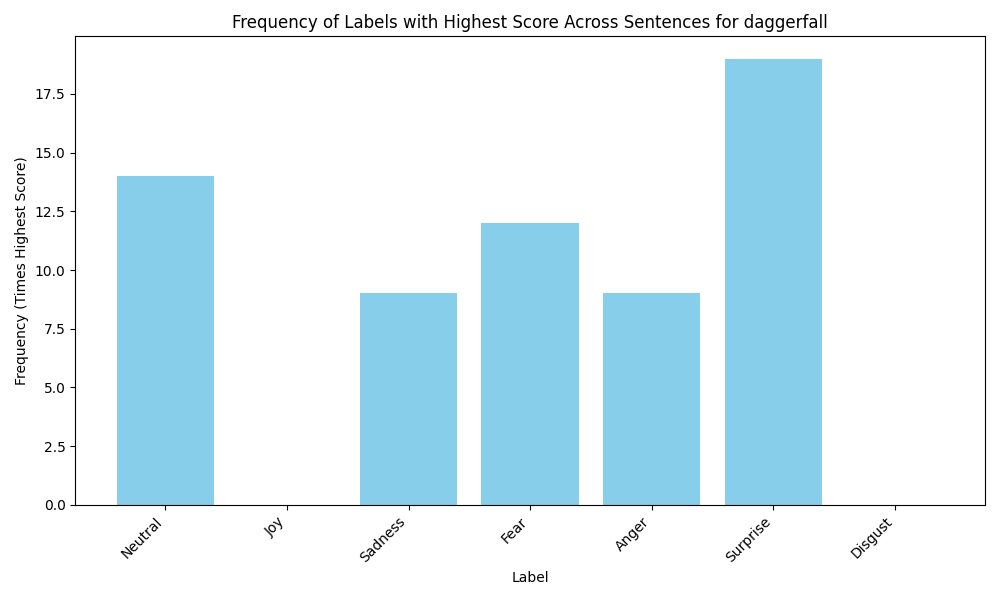 Frequency of Labels with Highest Score Across Sentences for daggerfall
Frequency (Times Highest Score)
17.5
15.0
12.5
10.0
7.5
5.0
2.5
0.0
Neutral
Joy
Sadness
Fear
Anger
Surprise
Disgust
Label